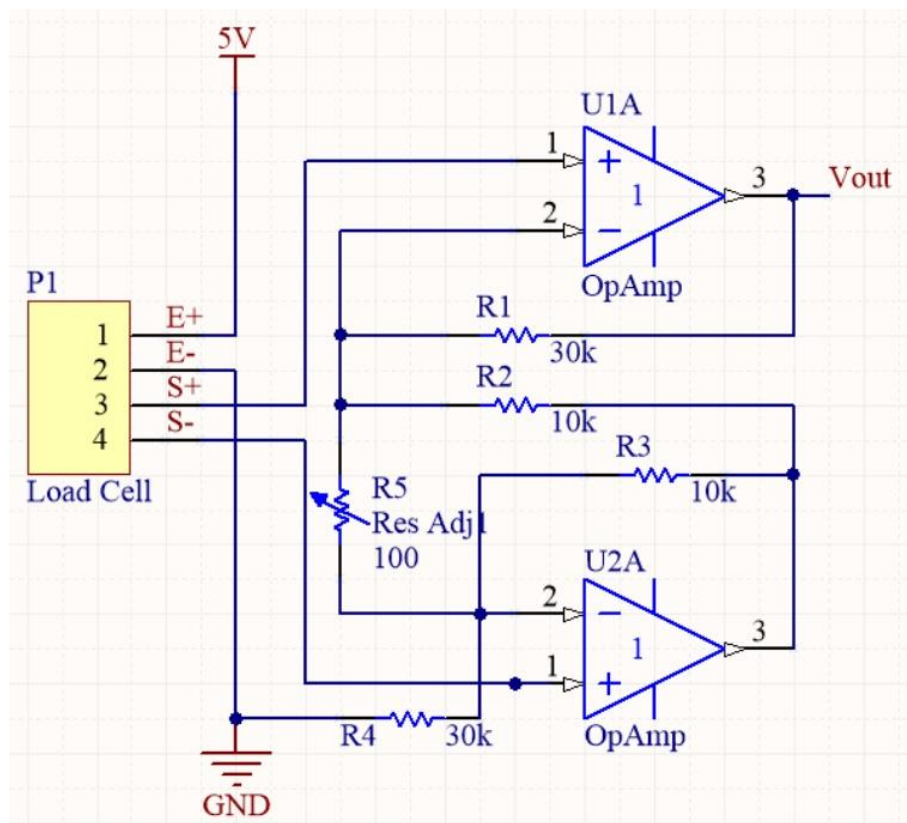 5V
U1A
1
+
1
3
Vout
2
−
OpAmp
P1
1
E+
2
E-
3
S+
4
S-
Load Cell
R1
30k
R2
10k
R3
10k
R5
Res Adj1
100
U2A
2
−
1
3
1
+
OpAmp
R4
30k
GND